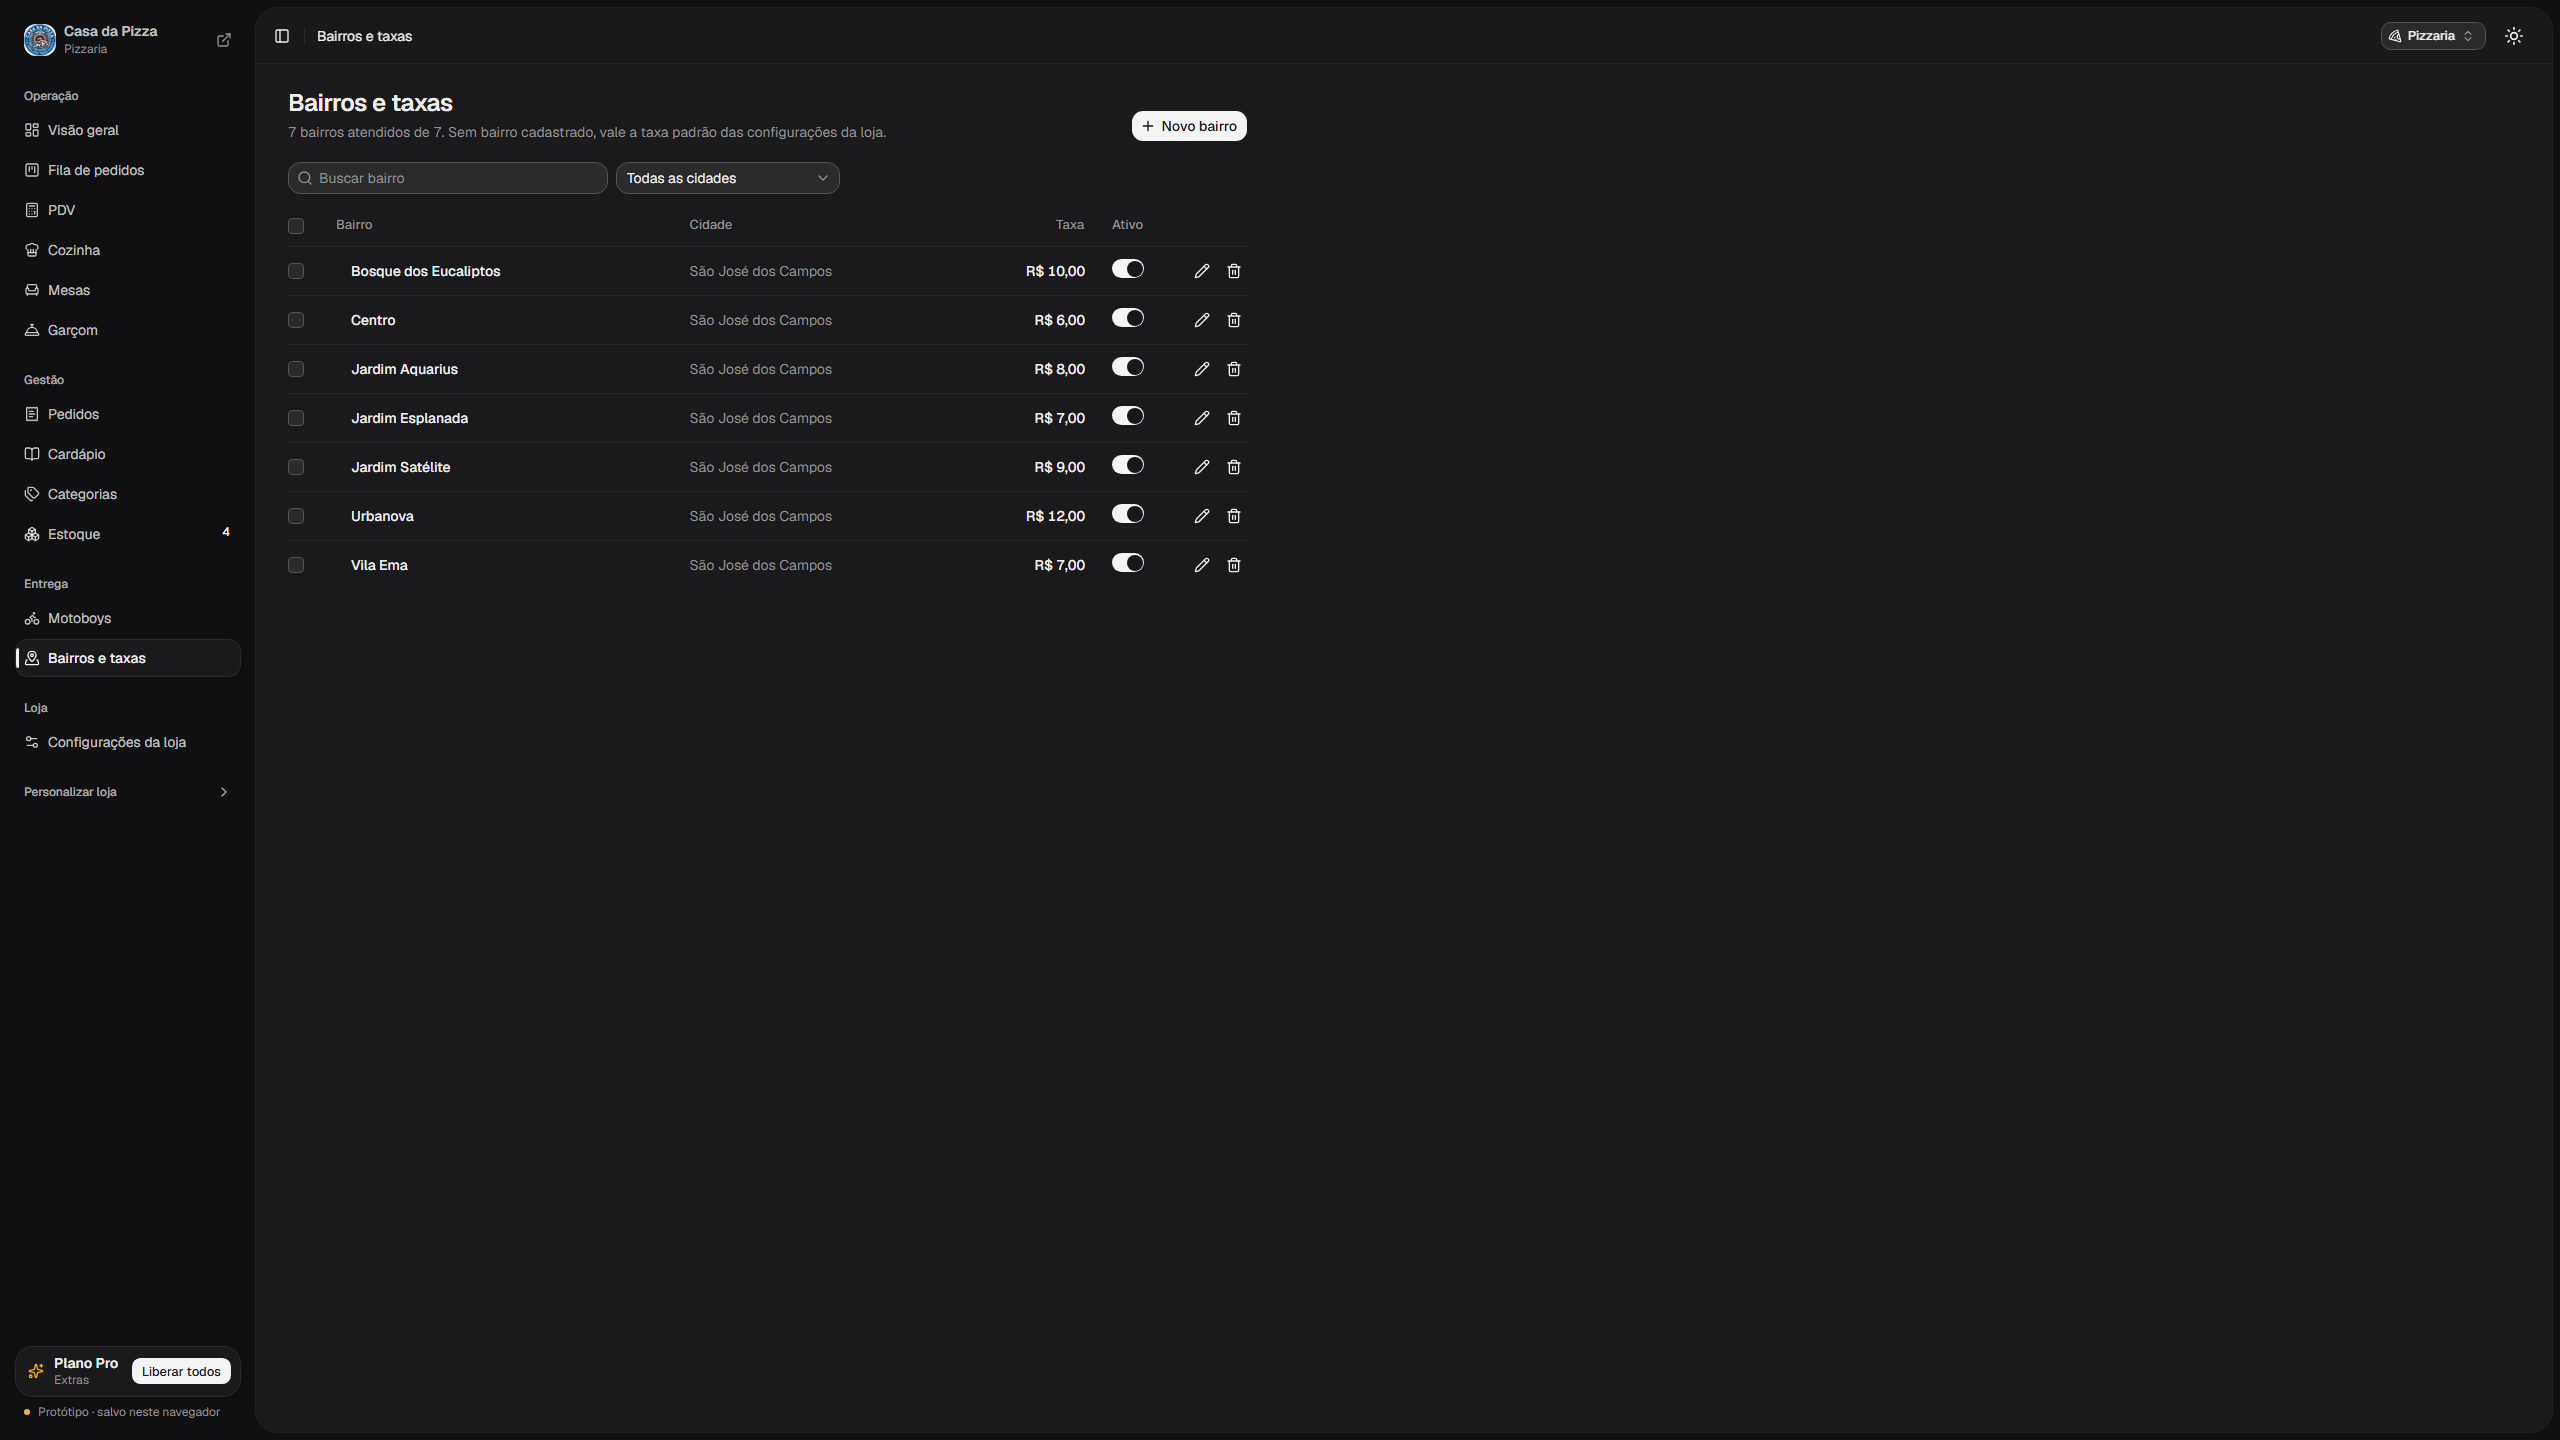 Casa da Pizza
Pizzaria
Operação
Visão geral
Fila de pedidos
PDV
Cozinha
Mesas
Garçom
Gestão
Pedidos
Cardápio
Categorias
Estoque 4
Entrega
Motoboys
Bairros e taxas
Loja
Configurações da loja
Personalizar loja
Plano Pro
Extras
Liberar todos
Protótipo · salvo neste navegador
Bairros e taxas
Pizzaria
Bairros e taxas
7 bairros atendidos de 7. Sem bairro cadastrado, vale a taxa padrão das configurações da loja.
Novo bairro
Buscar bairro
Todas as cidades
Bairro Cidade Taxa Ativo
Bosque dos Eucaliptos São José dos Campos R$ 10,00
Centro São José dos Campos R$ 6,00
Jardim Aquarius São José dos Campos R$ 8,00
Jardim Esplanada São José dos Campos R$ 7,00
Jardim Satélite São José dos Campos R$ 9,00
Urbanova São José dos Campos R$ 12,00
Vila Ema São José dos Campos R$ 7,00